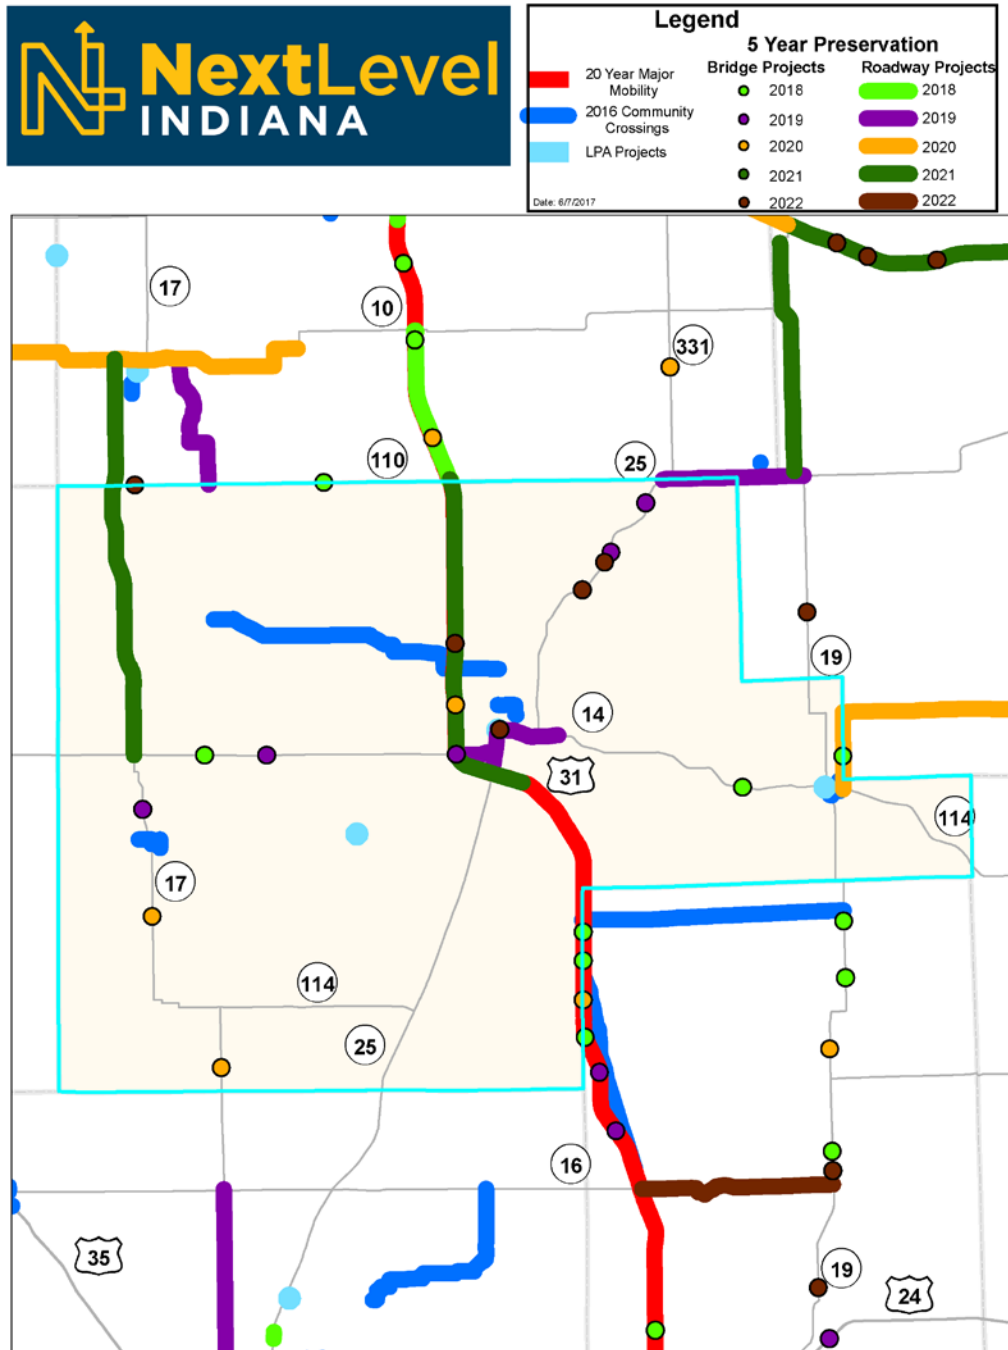 NextLevel
INDIANA
Legend
5 Year Preservation
Bridge Projects
Roadway Projects
20 Year Major
Mobility
2016 Community
Crossings
LPA Projects
2018
2019
2020
2021
2022
2018
2019
2020
2021
2022
Date: 6/7/2017
17
10
331
110
25
19
14
31
114
17
114
25
16
35
19
24